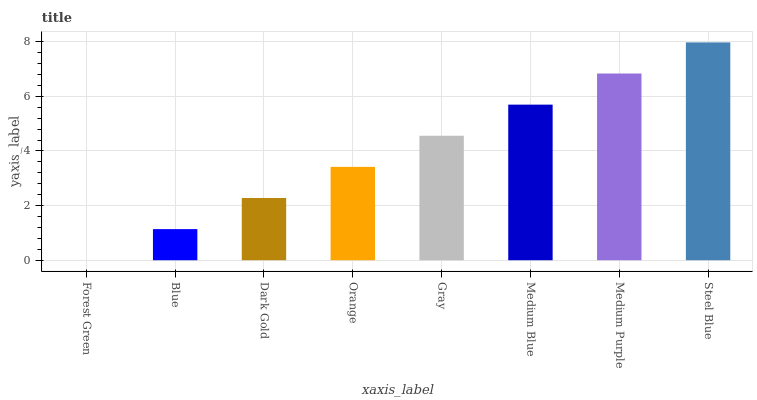 title
8
6
4
2
0
yaxis_label
Forest Green
Blue
Dark Gold
Orange
Gray
Medium Blue
Medium Purple
Steel Blue
xaxis_label